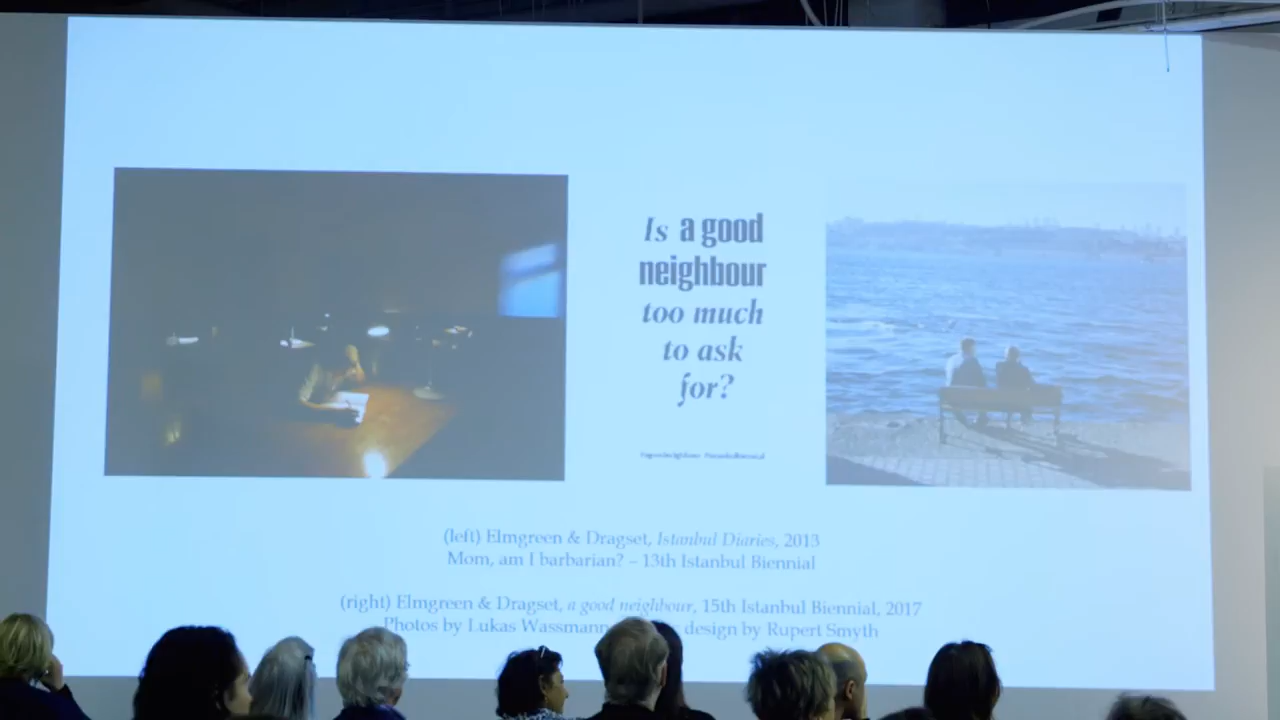 Is a good
neighbour
too much
to ask
for?
(left) Elmgreen & Dragset, Istanbul Diaries, 2013
Mom, am I barbarian? – 13th Istanbul Biennial
(right) Elmgreen & Dragset, a good neighbour, 15th Istanbul Biennial, 2017
Photos by Lukas Wassmann design by Rupert Smyth